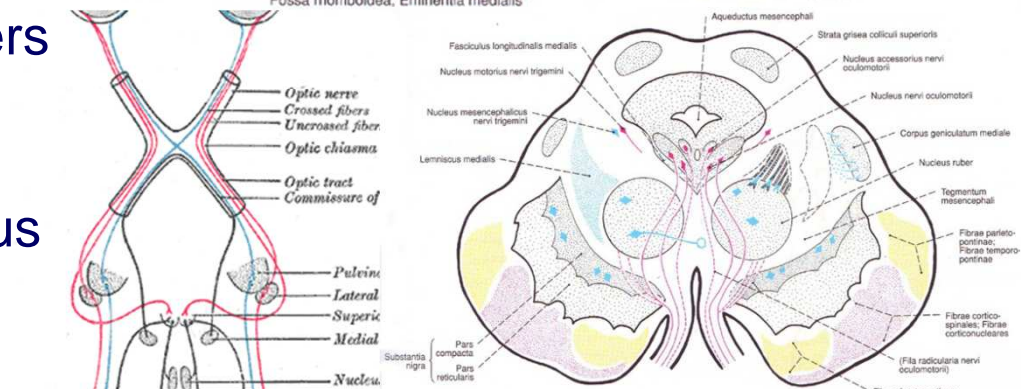 ers
us
Optic nerve
Crossed fibers
Uncrossed fiber
Optic chiasma
Optic tract
Commissure of
Pulvin
Lateral
Superi
Medial
Nucleu
Fossa rhomboidea, Eminentia medialis
Aqueductus mesencephali
Strata grisea colliculi superioris
Nucleus accessorius nervi
oculomotorii
Nucleus nervi oculomotorii
Corpus geniculatum mediale
Nucleus ruber
Tegmentum
mesencephali
Fibrae parieto-
pontinae;
Fibrae temporo-
pontinae
Fibrae cortico-
spinales; Fibrae
corticonucleares
(Fila radicularia nervi
oculomotorii)
Fasciculus longitudinalis medialis
Nucleus motorius nervi trigemini
Nucleus mesencephalicus
nervi trigemini
Lemniscus medialis
Substantia
nigra
Pars
compacta
Pars
reticularis